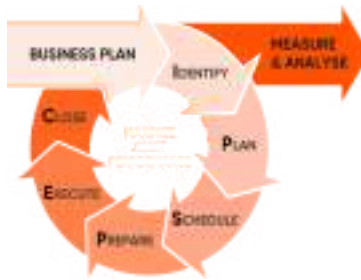 BUSINESS PLAN
MEASURE
& ANALYSE
IDENTIFY
PLAN
SCHEDULE
PREPARE
EXECUTE
CLOSE